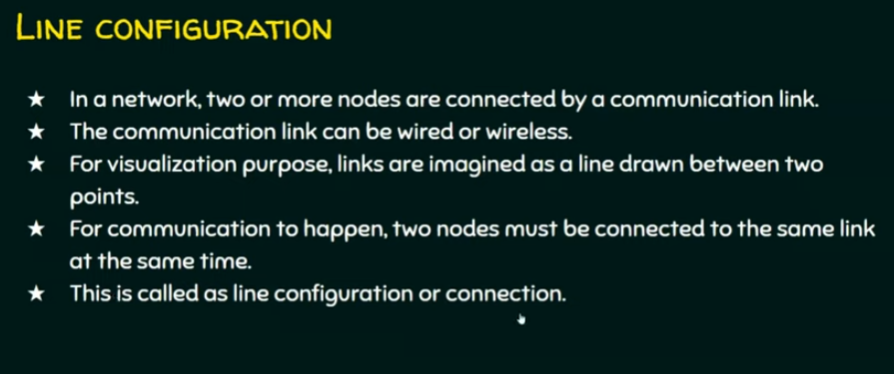 LINE CONFIGURATION
★ In a network, two or more nodes are connected by a communication link.
★ The communication link can be wired or wireless.
★ For visualization purpose, links are imagined as a line drawn between two
points.
★ For communication to happen, two nodes must be connected to the same link
at the same time.
★ This is called as line configuration or connection.